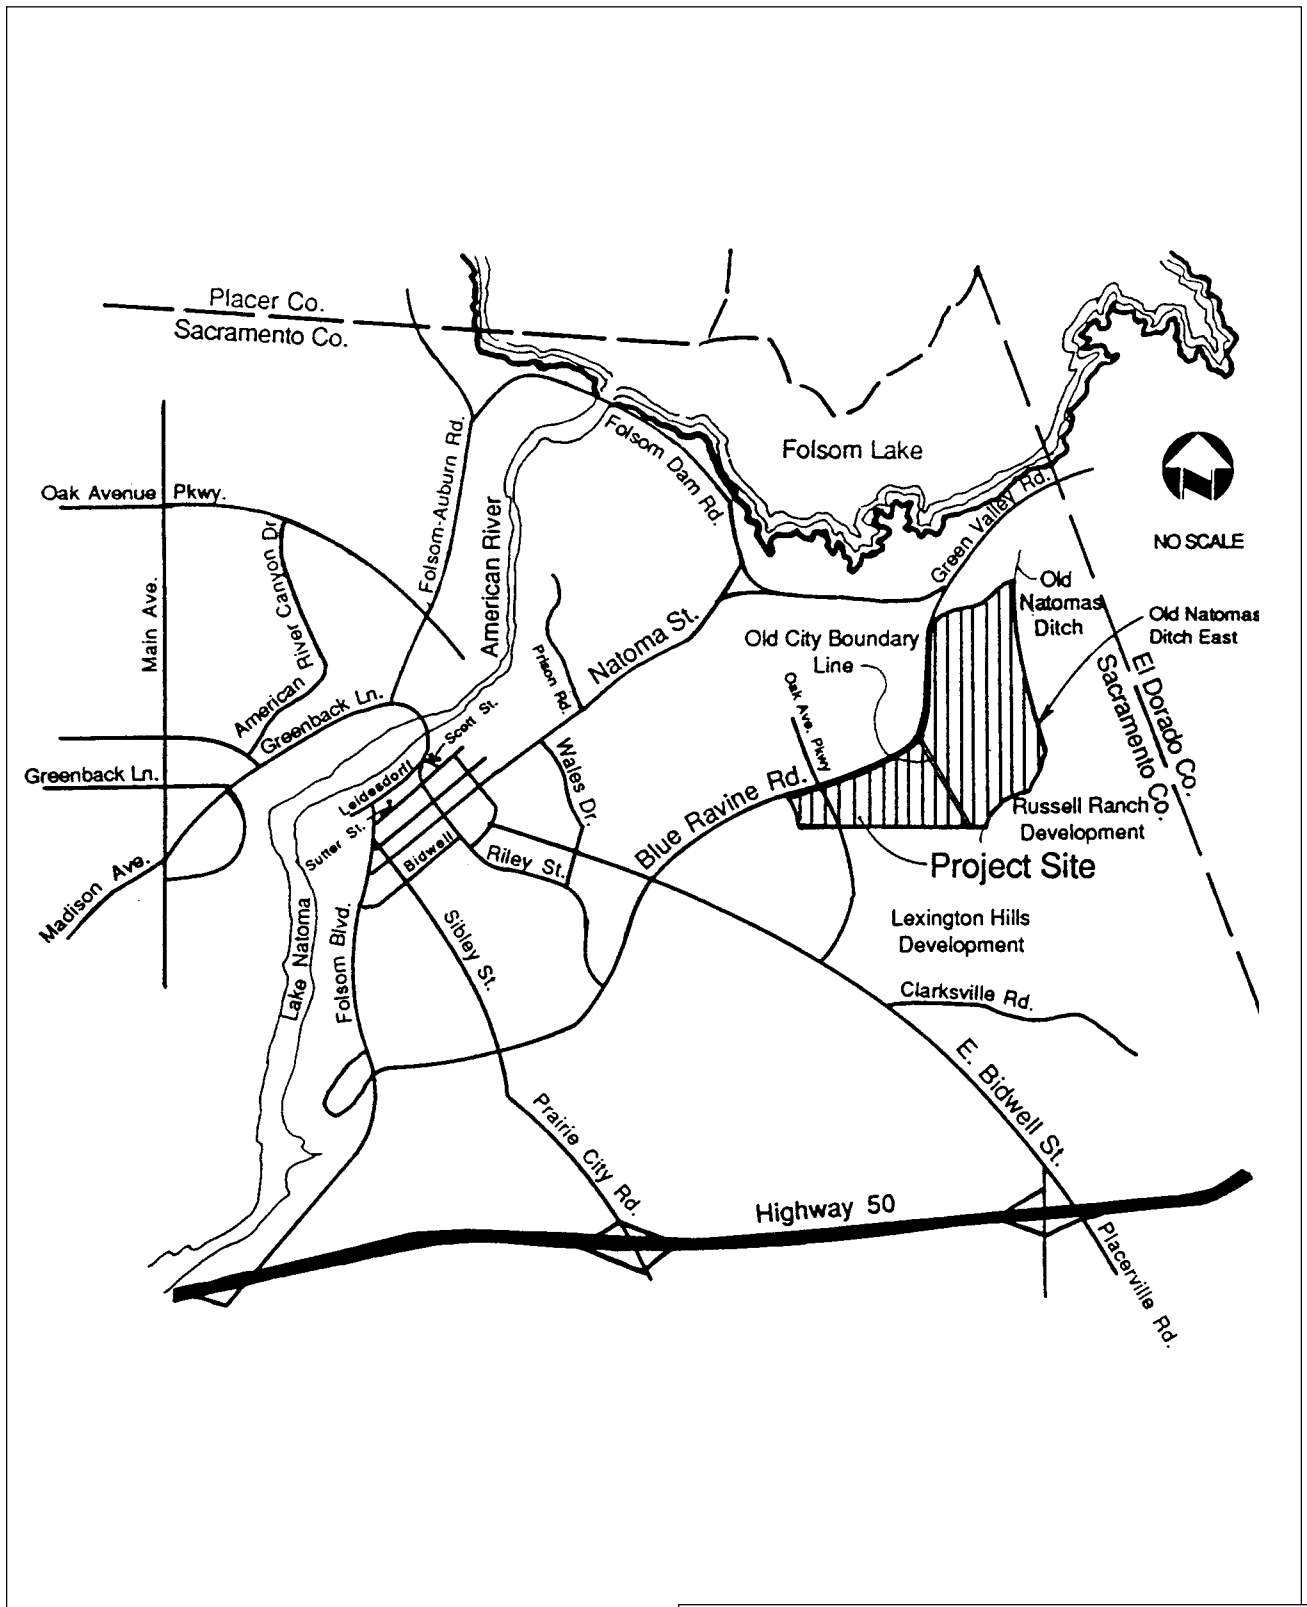 Placer Co.
Sacramento Co.
Folsom Lake
Folsom Dam Rd.
Folsom-Auburn Rd.
American River
Oak Avenue Pkwy.
Green Valley Rd.
NO SCALE
N
American River Canyon Dr
Main Ave.
Old
Natomas
Ditch
Old Natomas
Ditch East
Natoma St.
Prison Rd.
Old City Boundary
Line
El Dorado Co.
Sacramento Co.
Oak Ave. Pkwy
Greenback Ln.
Scott St.
Wales Dr.
Greenback Ln.
Leidesdorff
Sutter St.
Bidwell
Riley St.
Blue Ravine Rd.
Russell Ranch
Development
Project Site
Madison Ave.
Lake Natoma
Folsom Blvd.
Sibley St.
Lexington Hills
Development
Clarksville Rd.
E. Bidwell St.
Prairie City Rd.
Highway 50
Placerville Rd.